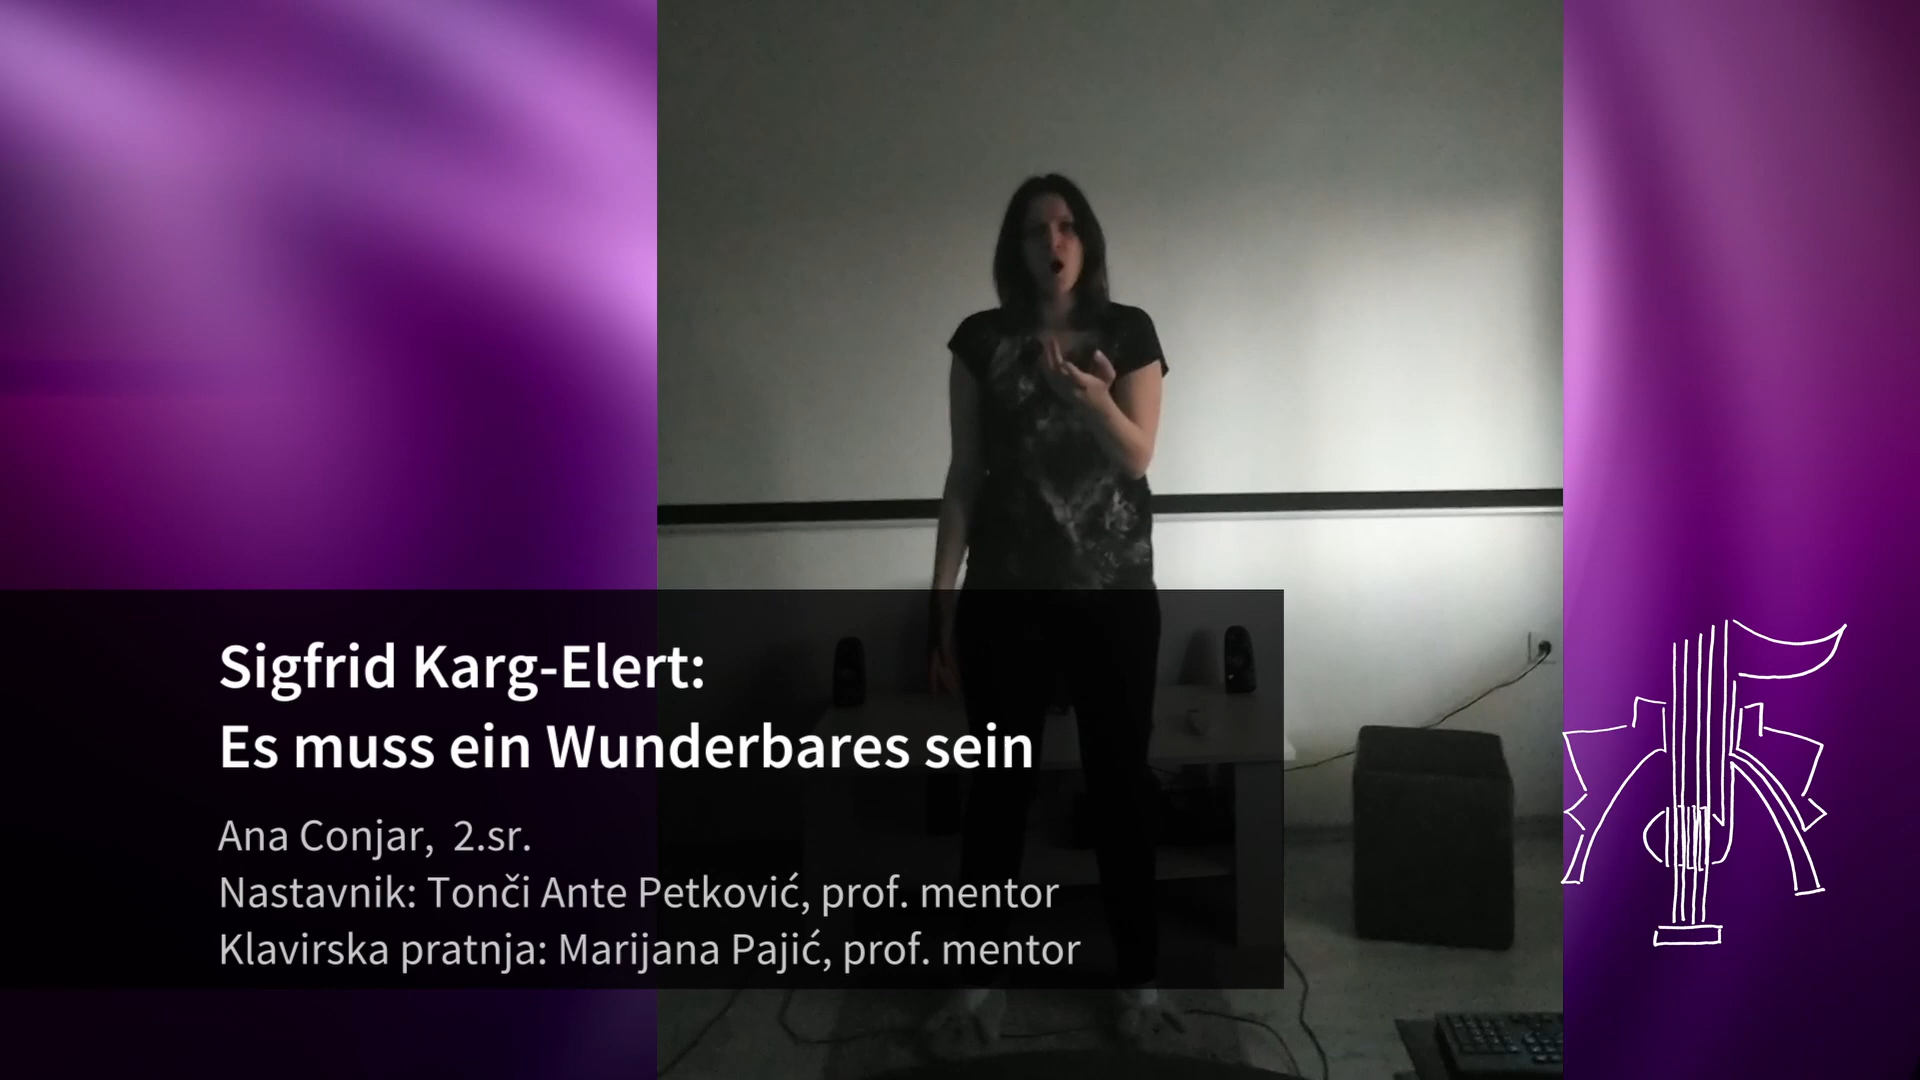 Sigfrid Karg-Elert:
Es muss ein Wunderbares sein
Ana Conjar,  2.sr.
Nastavnik: Tonči Ante Petković, prof. mentor
Klavirska pratnja: Marijana Pajić, prof. mentor